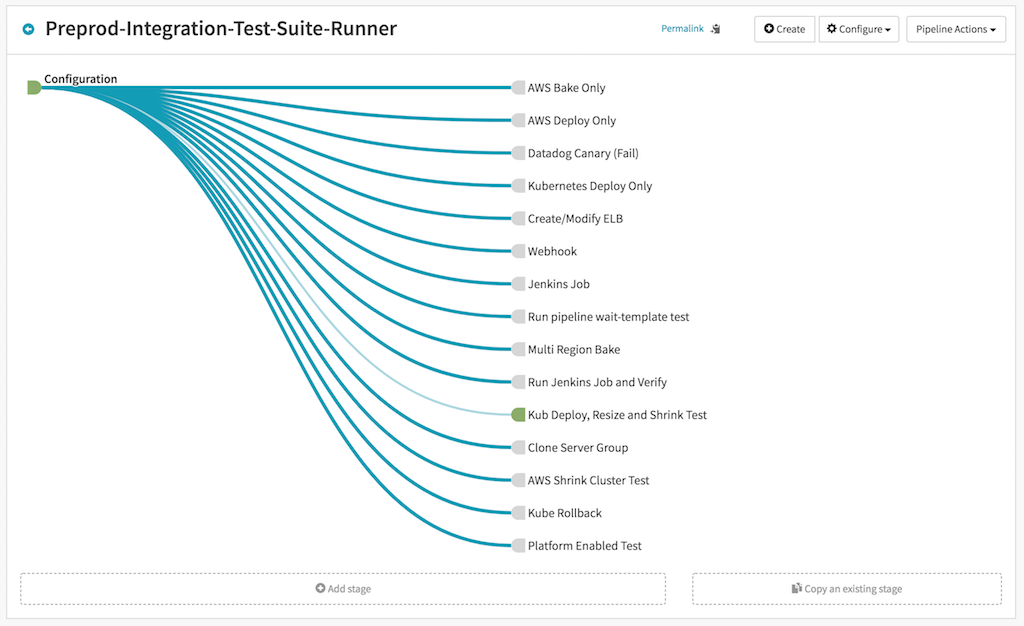 Preprod-Integration-Test-Suite-Runner
Permalink
Create
Configure
Pipeline Actions
Configuration
AWS Bake Only
AWS Deploy Only
Datadog Canary (Fail)
Kubernetes Deploy Only
Create/Modify ELB
Webhook
Jenkins Job
Run pipeline wait-template test
Multi Region Bake
Run Jenkins Job and Verify
Kub Deploy, Resize and Shrink Test
Clone Server Group
AWS Shrink Cluster Test
Kube Rollback
Platform Enabled Test
Add stage
Copy an existing stage